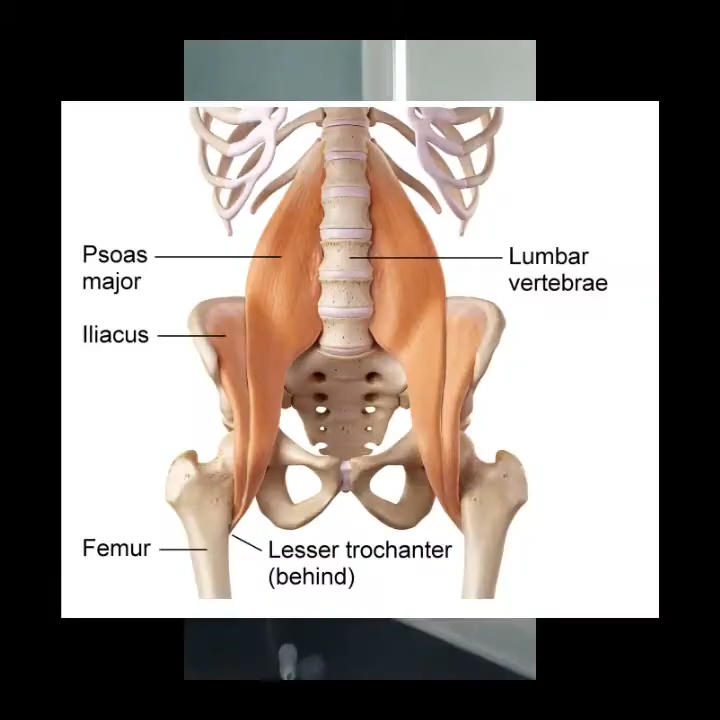 Psoas
major
Lumbar
vertebrae
Iliacus
Femur
Lesser trochanter
(behind)